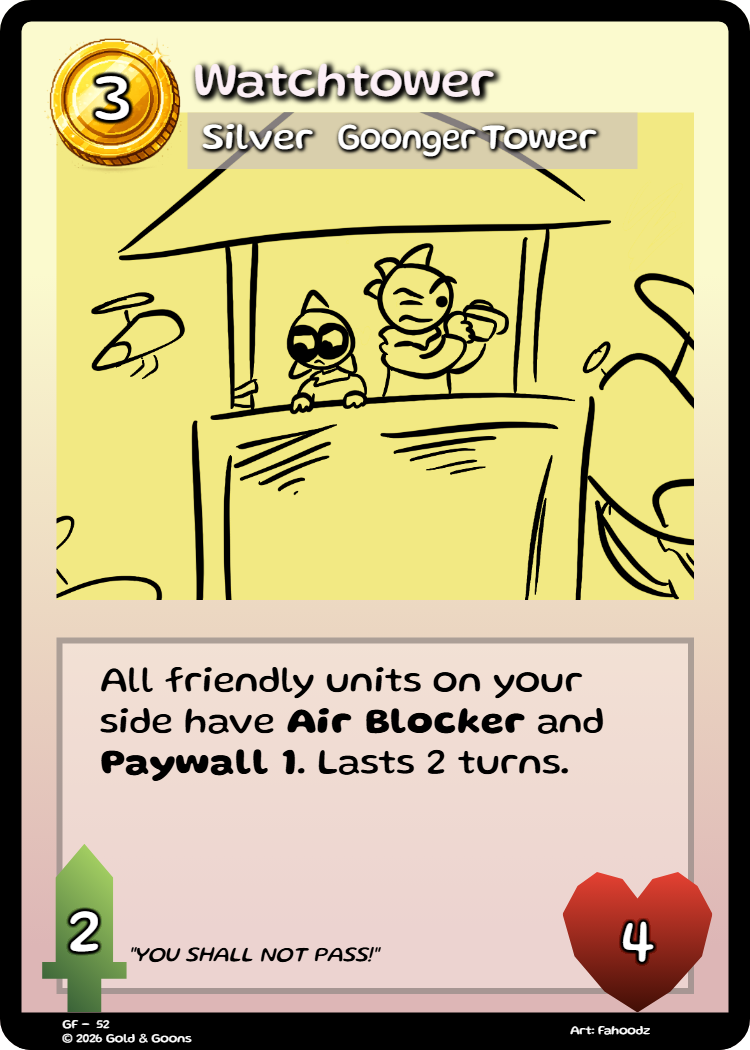 3
Watchtower
Silver Goonger Tower
All friendly units on your
side have Air Blocker and
Paywall 1. Lasts 2 turns.
2
"YOU SHALL NOT PASS!"
4
GF - 52
© 2026 Gold & Goons
Art: fahoodz